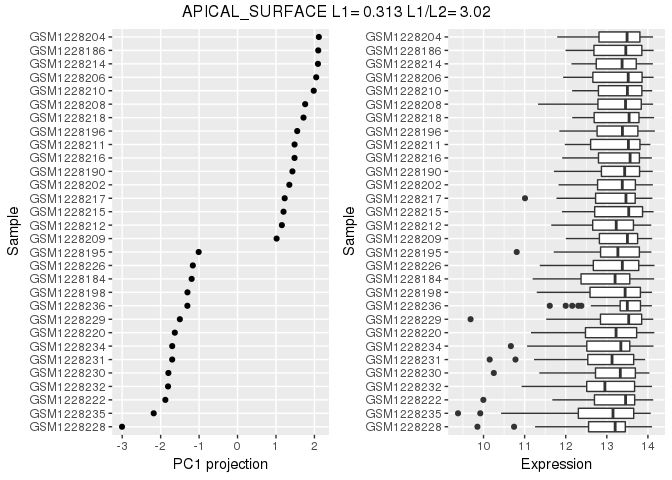 APICAL_SURFACE L1= 0.313 L1/L2= 3.02
Sample
GSM1228204
GSM1228186
GSM1228214
GSM1228206
GSM1228210
GSM1228208
GSM1228218
GSM1228196
GSM1228211
GSM1228216
GSM1228190
GSM1228202
GSM1228217
GSM1228215
GSM1228212
GSM1228209
GSM1228195
GSM1228226
GSM1228184
GSM1228198
GSM1228236
GSM1228229
GSM1228220
GSM1228234
GSM1228231
GSM1228230
GSM1228232
GSM1228222
GSM1228235
GSM1228228
-3 -2 -1 0 1 2
PC1 projection
Sample
GSM1228204
GSM1228186
GSM1228214
GSM1228206
GSM1228210
GSM1228208
GSM1228218
GSM1228196
GSM1228211
GSM1228216
GSM1228190
GSM1228202
GSM1228217
GSM1228215
GSM1228212
GSM1228209
GSM1228195
GSM1228226
GSM1228184
GSM1228198
GSM1228236
GSM1228229
GSM1228220
GSM1228234
GSM1228231
GSM1228230
GSM1228232
GSM1228222
GSM1228235
GSM1228228
10 11 12 13 14
Expression